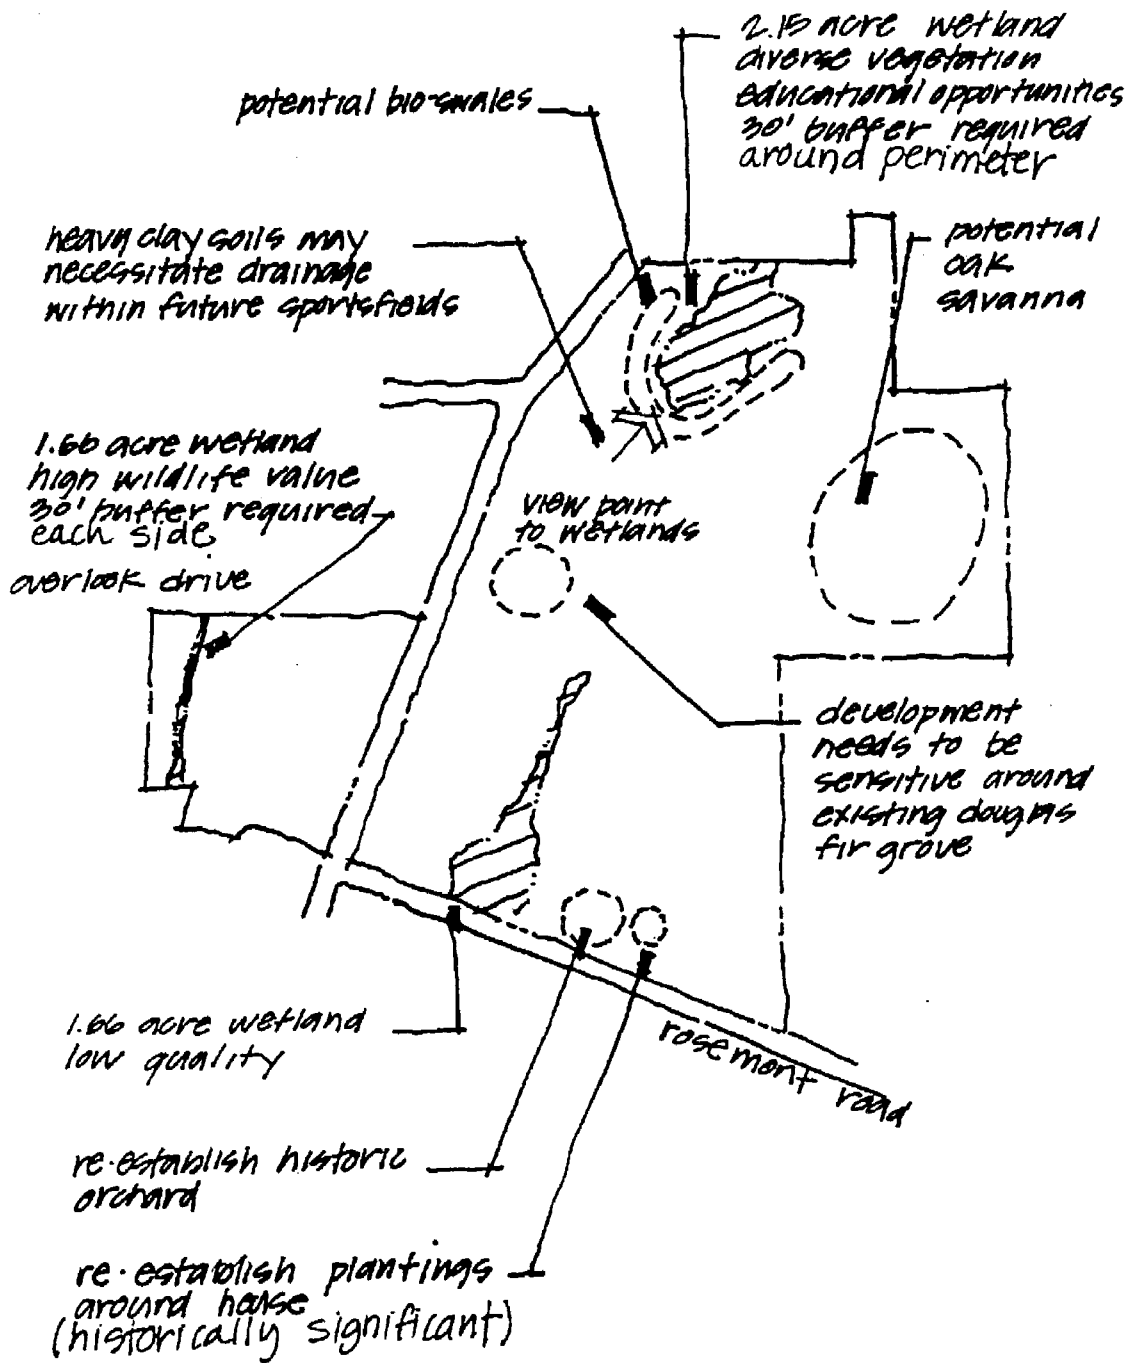 2.15 acre wetland
diverse vegetation
educational opportunities
30' buffer required
around perimeter
potential bio-swales
heavy clay soils may
necessitate drainage
within future sportsfields
potential
oak
savanna
1.66 acre wetland
high wildlife value
30' buffer required
each side
overlook drive
view point
to wetlands
development
needs to be
sensitive around
existing douglas
fir grove
1.66 acre wetland
low quality
rosemont road
re-establish historic
orchard
re-establish plantings
around house
(historically significant)